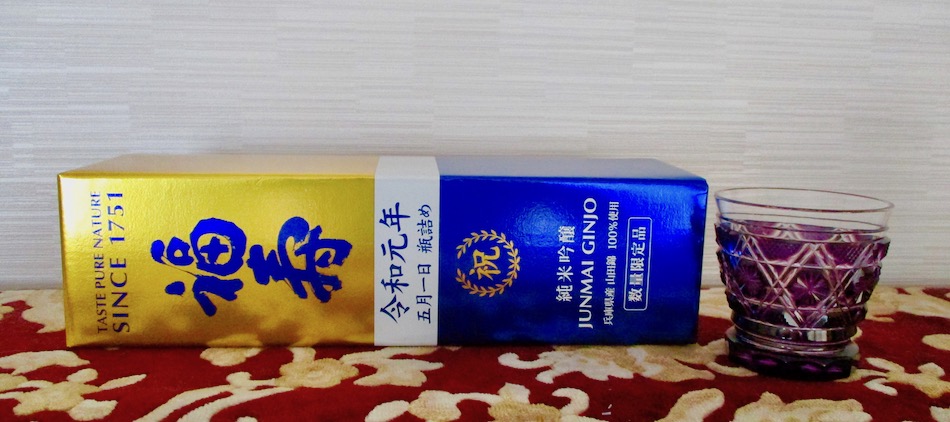 TASTE PURE NATURE
SINCE 1751
福寿
令和元年
五月一日 瓶詰め
祝
純米吟醸
JUNMAI GINJO
兵庫県産 山田錦 100%使用
数量限定品